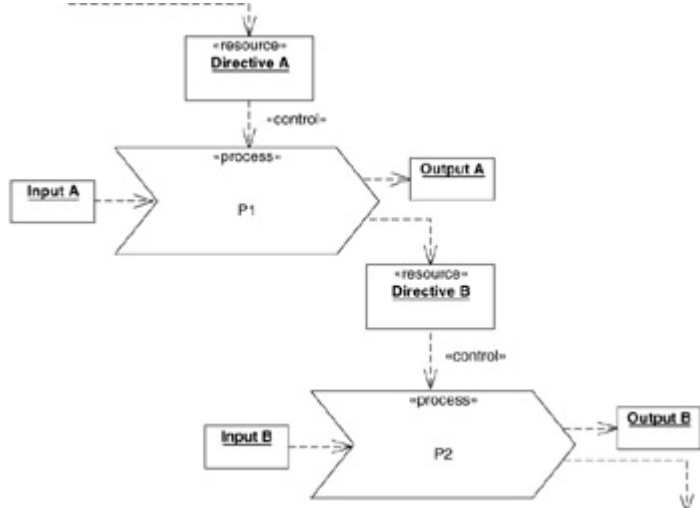 «resource»
Directive A
«control»
«process»
Output A
Input A
P1
«resource»
Directive B
«control»
«process»
Output B
Input B
P2